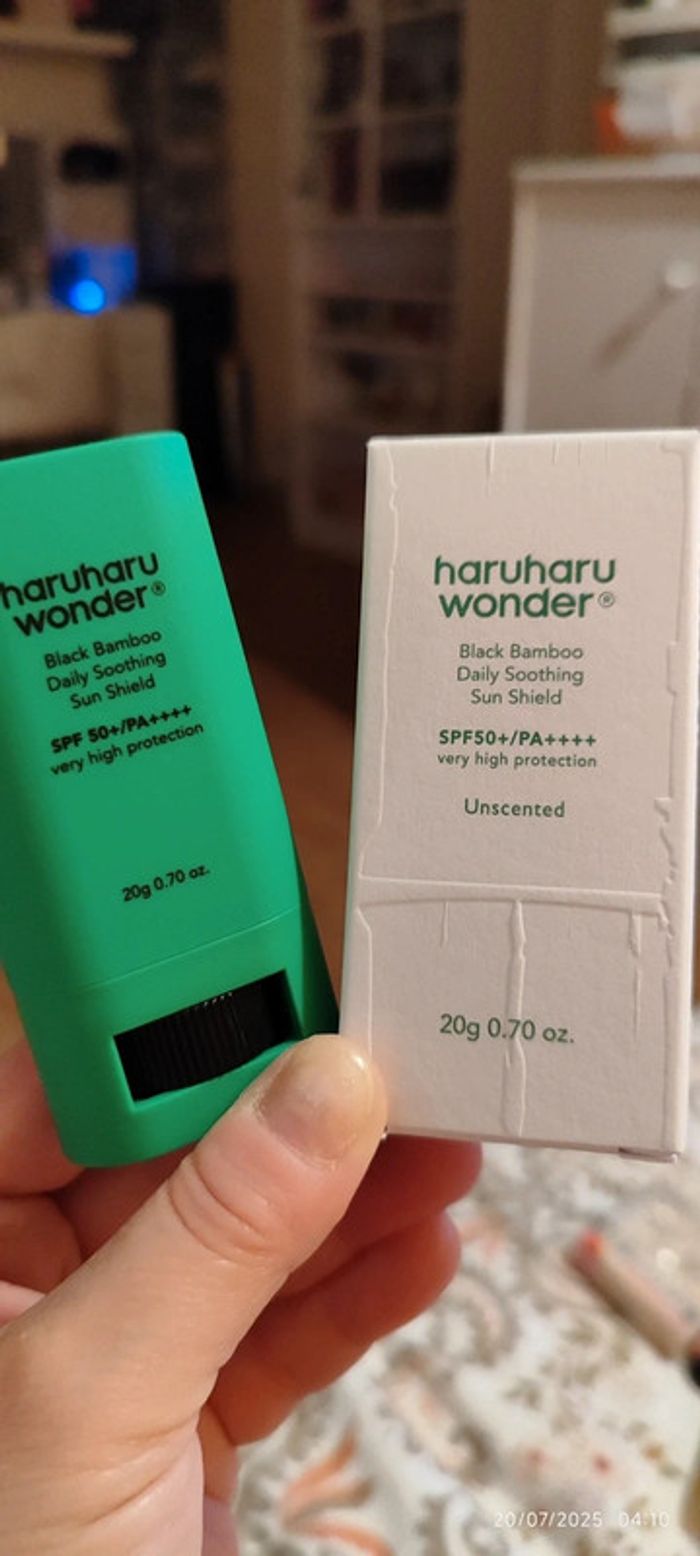 haruharu
wonder®
Black Bamboo
Daily Soothing
Sun Shield
SPF 50+/PA++++
very high protection
20g 0.70 oz.
haruharu
wonder®
Black Bamboo
Daily Soothing
Sun Shield
SPF50+/PA++++
very high protection
Unscented
20g 0.70 oz.
20/07/2025 04:10